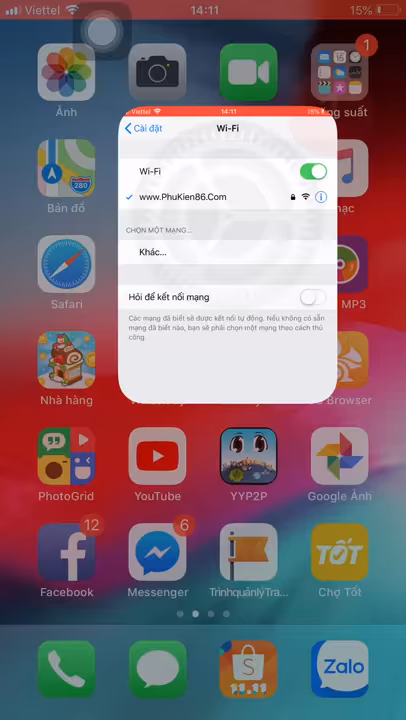 Viettel 14:11 15%
1
Ảnh
ng suất
Viettel 14:11 15%
Cài đặt Wi-Fi
Wi-Fi
www.PhuKien86.Com
CHỌN MỘT MẠNG...
Khác...
Hỏi để kết nối mạng
Các mạng đã biết sẽ được kết nối tự động. Nếu không có sẵn
mạng đã biết nào, bạn sẽ phải chọn một mạng theo cách thủ
công.
280
Bản đồ
hạc
Safari
MP3
Nhà hàng
Browser
PhotoGrid YouTube YYP2P Google Ảnh
12 6
TỐT
Facebook Messenger TrìnhquảnlýTra... Chợ Tốt
S
11.11
Zalo